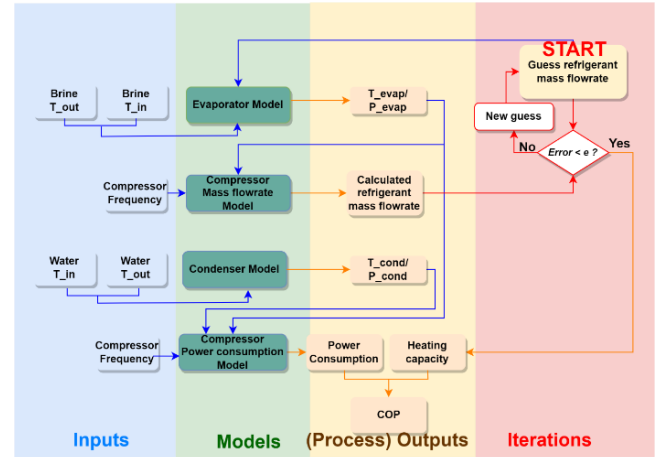 START
Guess refrigerant
mass flowrate
Brine
T_out
Brine
T_in
Evaporator Model
T_evap/
P_evap
New guess
No
Error < e ?
Yes
Compressor
Frequency
Compressor
Mass flowrate
Model
Calculated
refrigerant
mass flowrate
Water
T_in
Water
T_out
Condenser Model
T_cond/
P_cond
Compressor
Frequency
Compressor
Power consumption
Model
Power
Consumption
Heating
capacity
COP
Inputs
Models
(Process) Outputs
Iterations